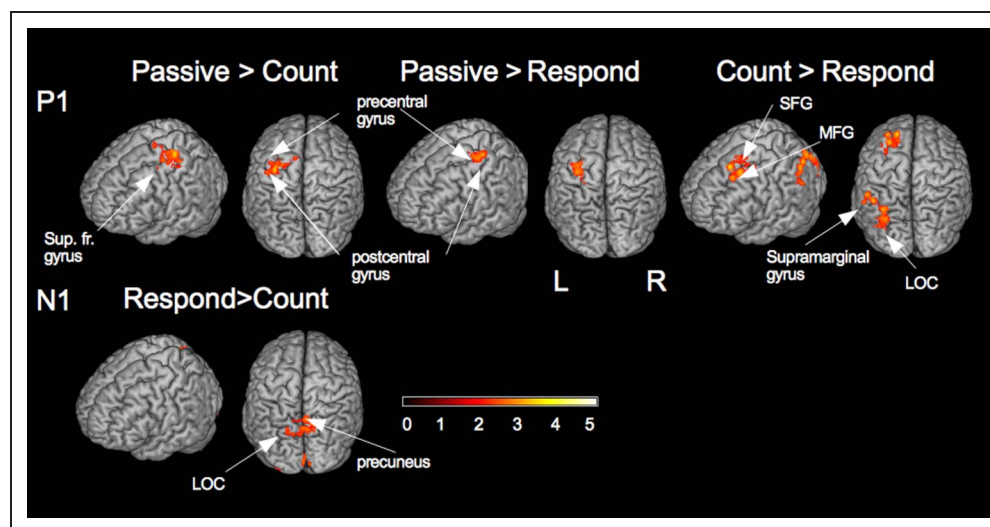 Passive > Count
Passive > Respond
Count > Respond
P1
precentral
gyrus
SFG
MFG
Sup. fr.
gyrus
postcentral
gyrus
Supramarginal
gyrus
LOC
L
R
N1
Respond>Count
0 1 2 3 4 5
LOC
precuneus